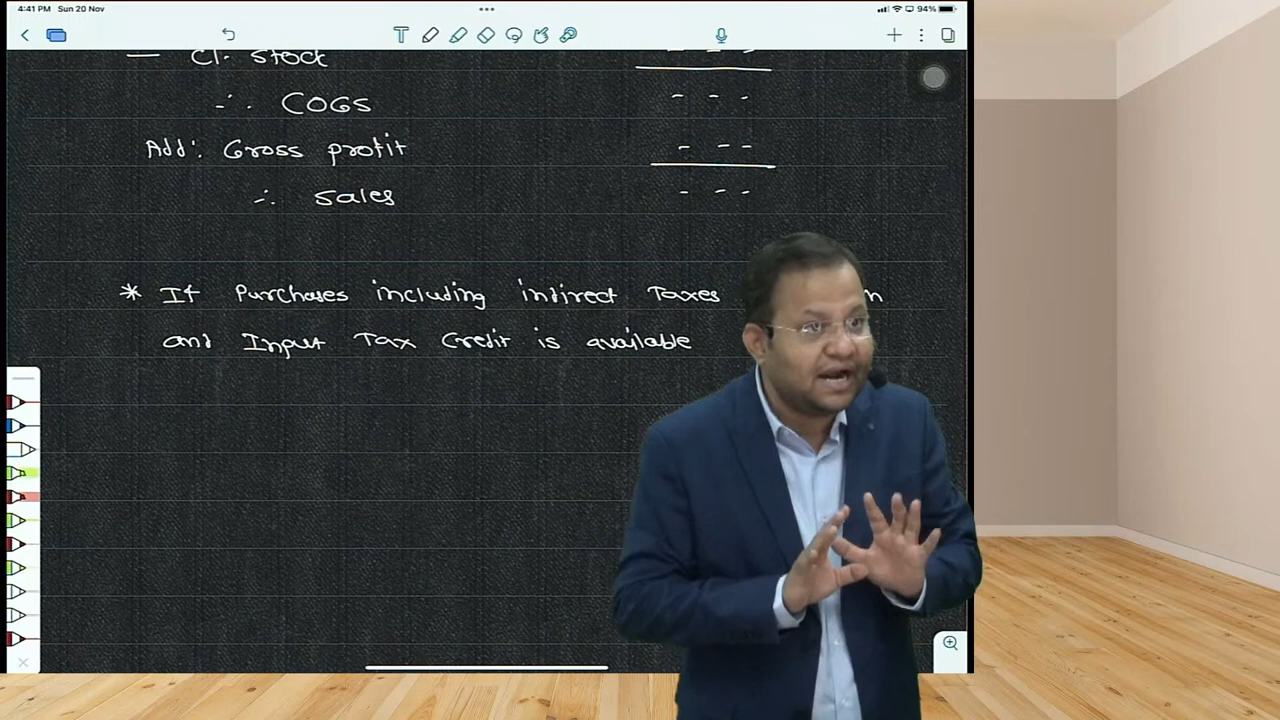 4:41 PM Sun 20 Nov
94%
T
— Cl. stock
∴ COGS
Add: Gross profit
∴ Sales
* If Purchases including indirect Taxes
and Input Tax Credit is available